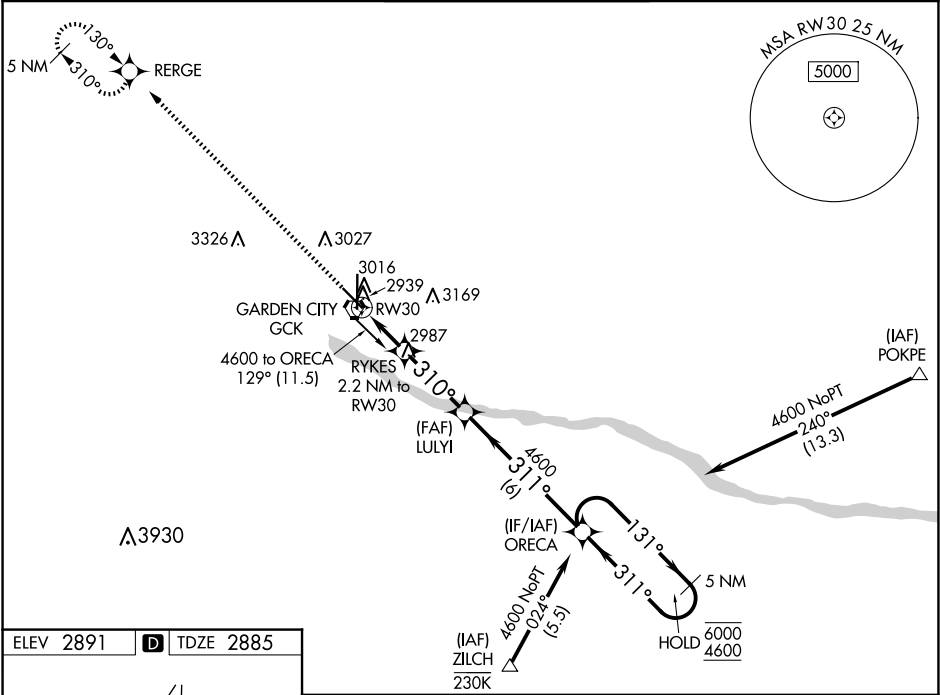 MSA RW30 25 NM
5000
130°
310°
5 NM
RERGE
3326
3027
3016
2939
3169
GARDEN CITY
GCK
RW30
2987
4600 to ORECA
129° (11.5)
RYKES
2.2 NM to
RW30
310°
(IAF)
POKPE
4600 NoPT
240°
(13.3)
(FAF)
LULYI
4600
311°
(6)
3930
(IF/IAF)
ORECA
131°
311°
5 NM
4600 NoPT
024°
(5.5)
HOLD
6000
4600
(IAF)
ZILCH
230K
ELEV 2891 D TDZE 2885